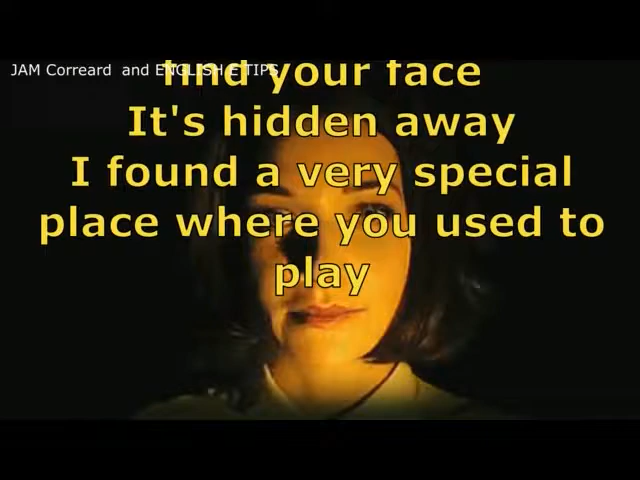 JAM Correard and ENGLISH E TIPS
find your face
It's hidden away
I found a very special
place where you used to
play